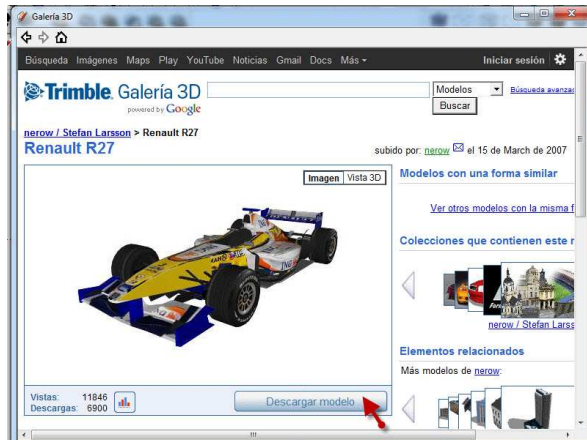 Galería 3D
Búsqueda Imágenes Maps Play YouTube Noticias Gmail Docs Más Iniciar sesión
Trimble. Galería 3D
powered by Google
Modelos
Búsqueda avanzad
Buscar
nerow / Stefan Larsson > Renault R27
Renault R27
subido por: nerow el 15 de March de 2007
Imagen Vista 3D
ING
Modelos con una forma similar
Ver otros modelos con la misma f
Colecciones que contienen este r
nerow / Stefan Larss
Elementos relacionados
Más modelos de nerow:
Vistas: 11846
Descargas: 6900
Descargar modelo